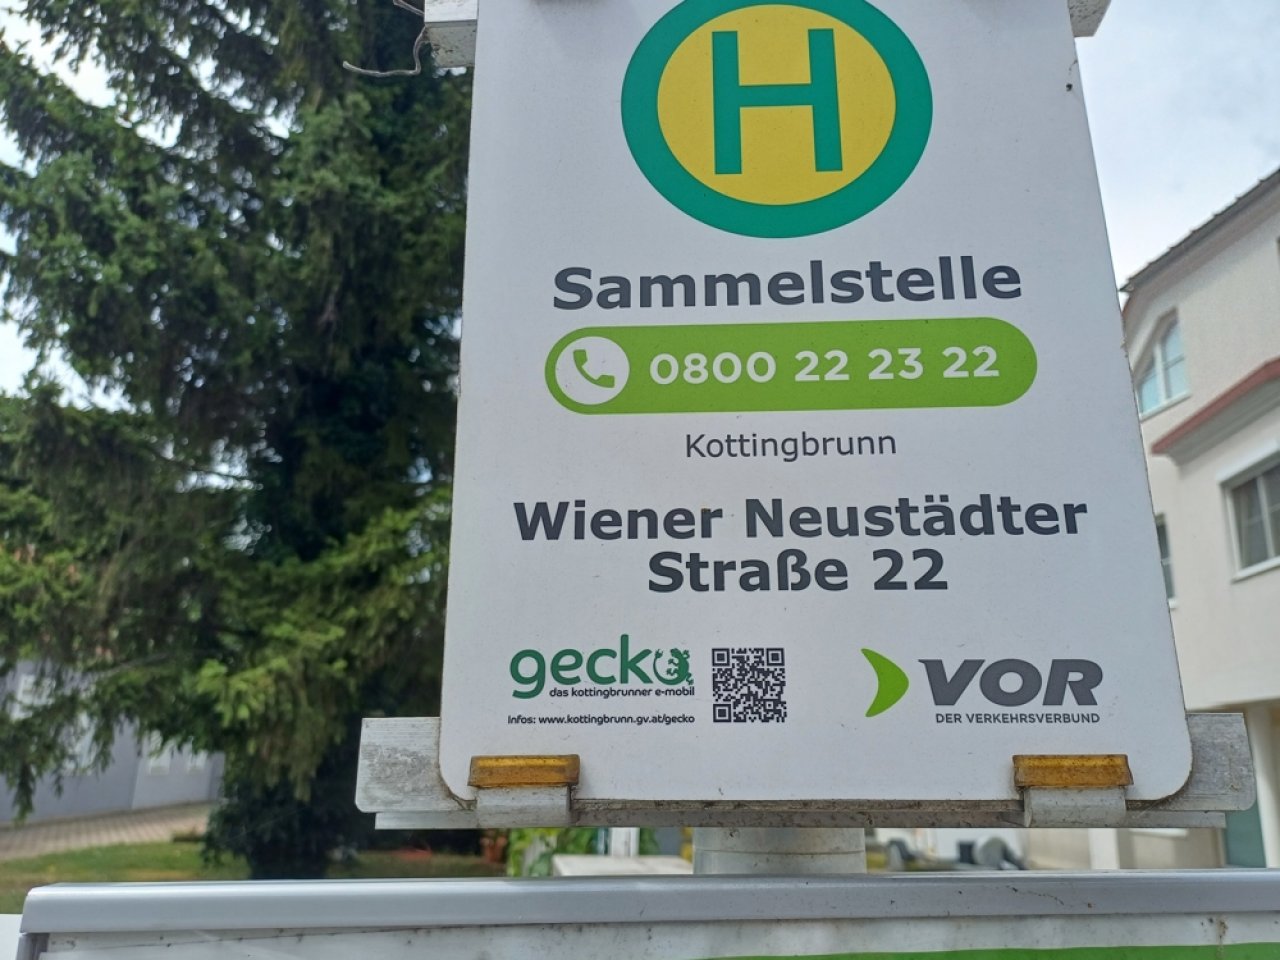 H
Sammelstelle
0800 22 23 22
Kottingbrunn
Wiener Neustädter
Straße 22
gecko
das kottingbrunner e-mobil
Infos: www.kottingbrunn.gv.at/gecko
VOR
DER VERKEHRSVERBUND